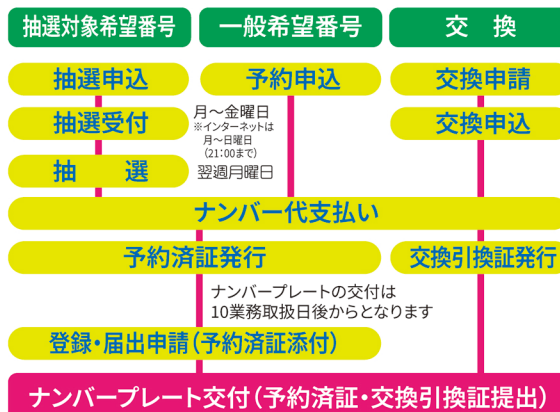 抽選対象希望番号
一般希望番号
交 換
抽選申込
予約申込
交換申請
抽選受付
月〜金曜日
※インターネットは
月〜日曜日
(21:00まで)
交換申込
抽 選
翌週月曜日
ナンバー代支払い
予約済証発行
交換引換証発行
ナンバープレートの交付は
10業務取扱日後からとなります
登録・届出申請(予約済証添付)
ナンバープレート交付(予約済証・交換引換証提出)